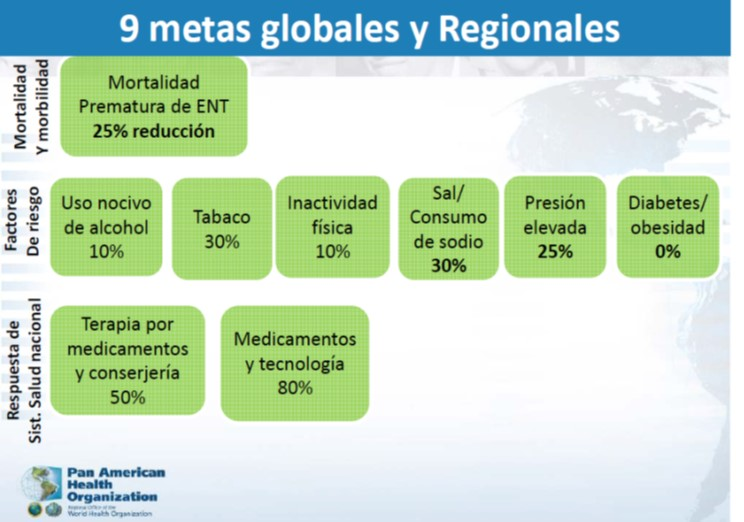 9 metas globales y Regionales
Mortalidad
Y morbilidad
Mortalidad
Prematura de ENT
25% reducción
Factores
De riesgo
Uso nocivo
de alcohol
10%
Tabaco
30%
Inactividad
física
10%
Sal/
Consumo
de sodio
30%
Presión
elevada
25%
Diabetes/
obesidad
0%
Respuesta de
Sist. Salud nacional
Terapia por
medicamentos
y conserjería
50%
Medicamentos
y tecnología
80%
Pan American
Health
Organization
Regional Office of the
World Health Organization